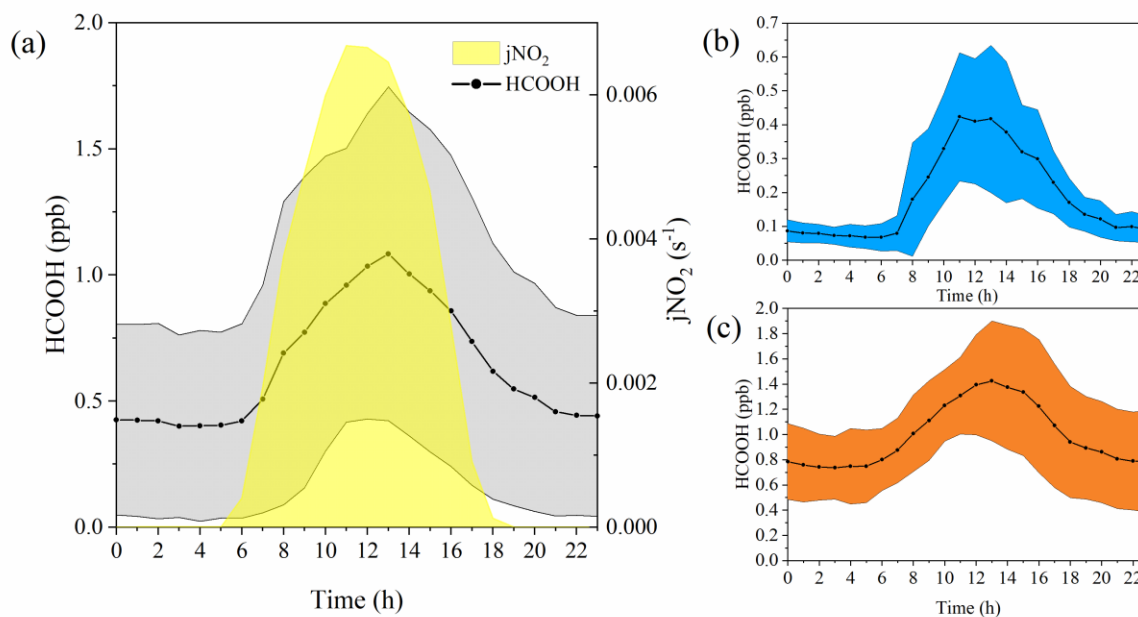 (a)
HCOOH (ppb)
2.0
1.5
1.0
0.5
0.0
jNO₂
HCOOH
0.006
0.004
0.002
0.000
jNO₂ (s⁻¹)
0 2 4 6 8 10 12 14 16 18 20 22
Time (h)
(b)
HCOOH (ppb)
0.7
0.6
0.5
0.4
0.3
0.2
0.1
0.0
0 2 4 6 8 10 12 14 16 18 20 22
Time (h)
(c)
HCOOH (ppb)
2.0
1.8
1.6
1.4
1.2
1.0
0.8
0.6
0.4
0.2
0.0
0 2 4 6 8 10 12 14 16 18 20 22
Time (h)